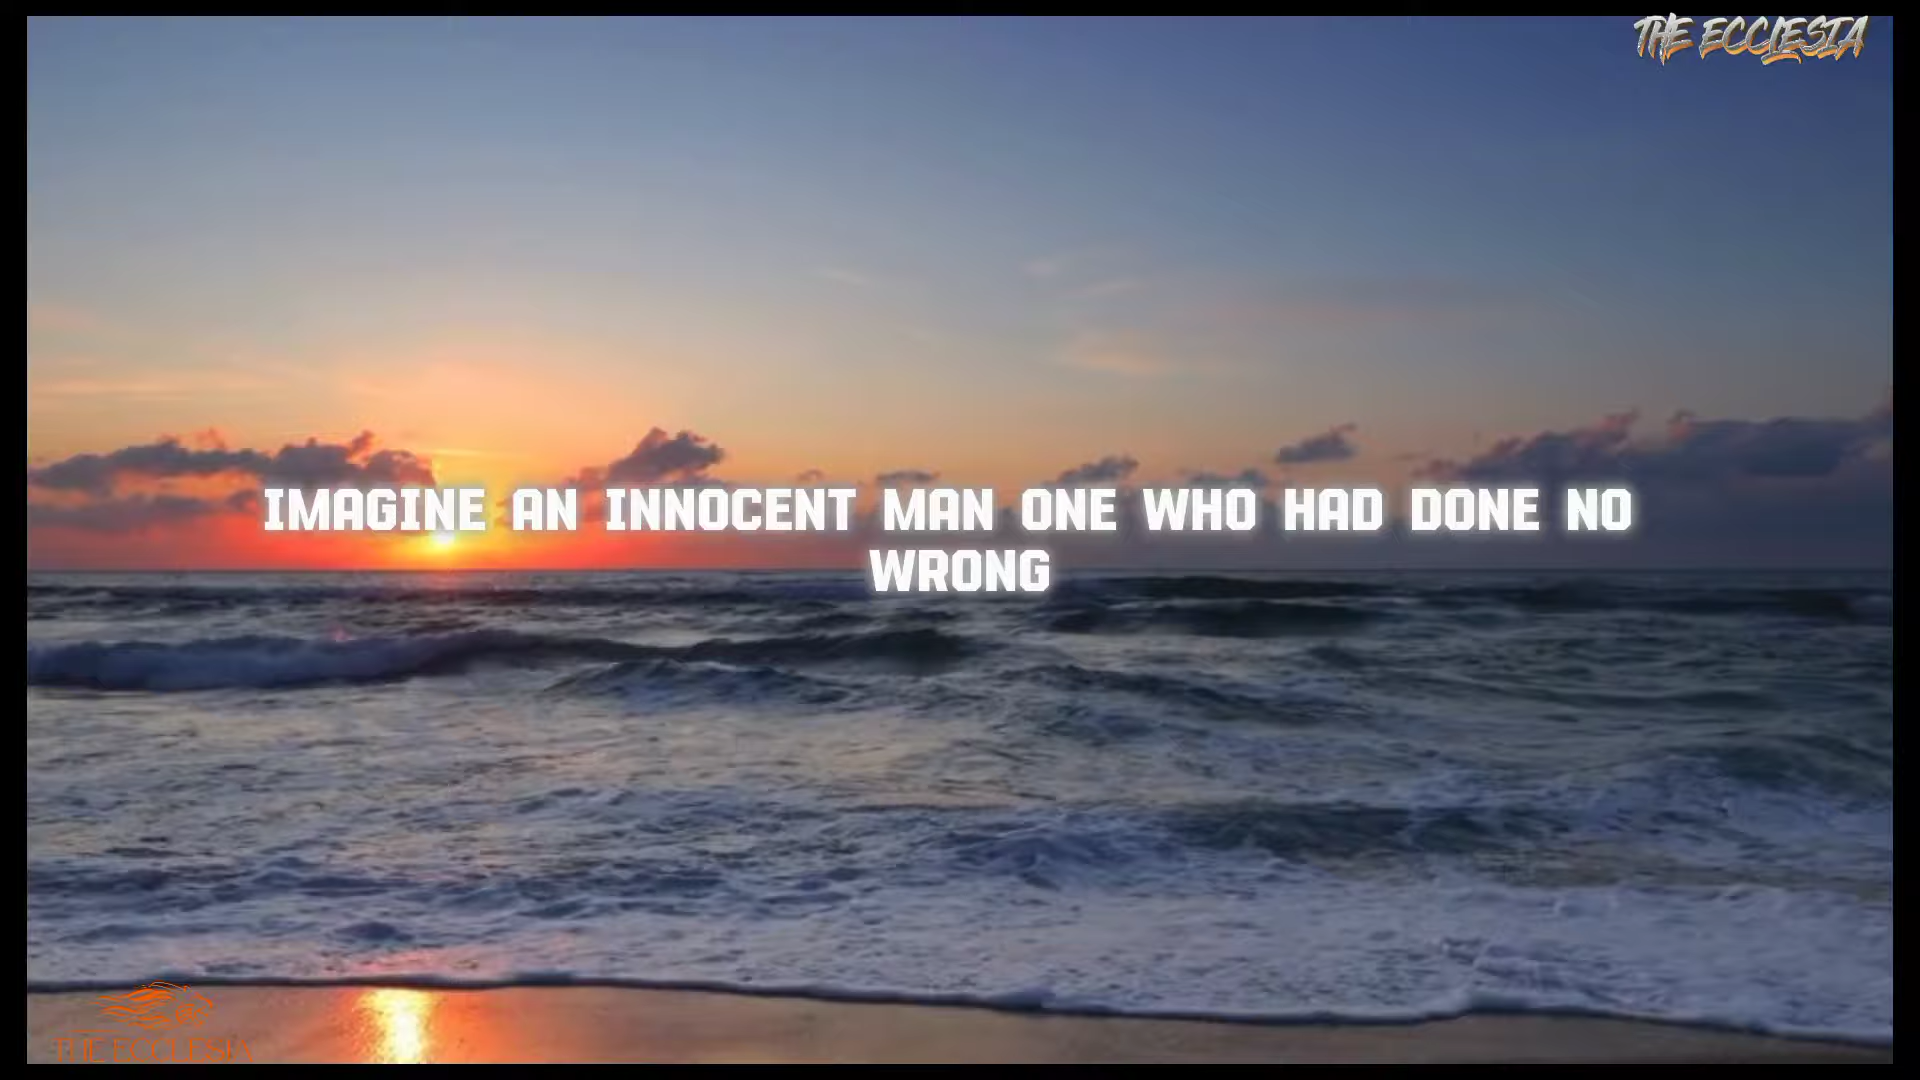 THE ECCLESIA
IMAGINE AN INNOCENT MAN ONE WHO HAD DONE NO
WRONG
THE ECCLESIA